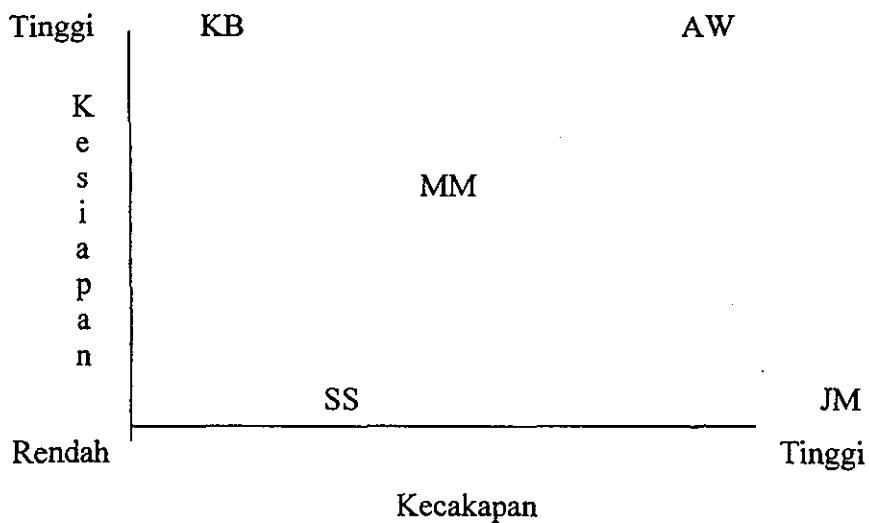 Tinggi KB AW
K
e
s
i
a
p
a
n
MM
SS JM
Rendah Tinggi
Kecakapan